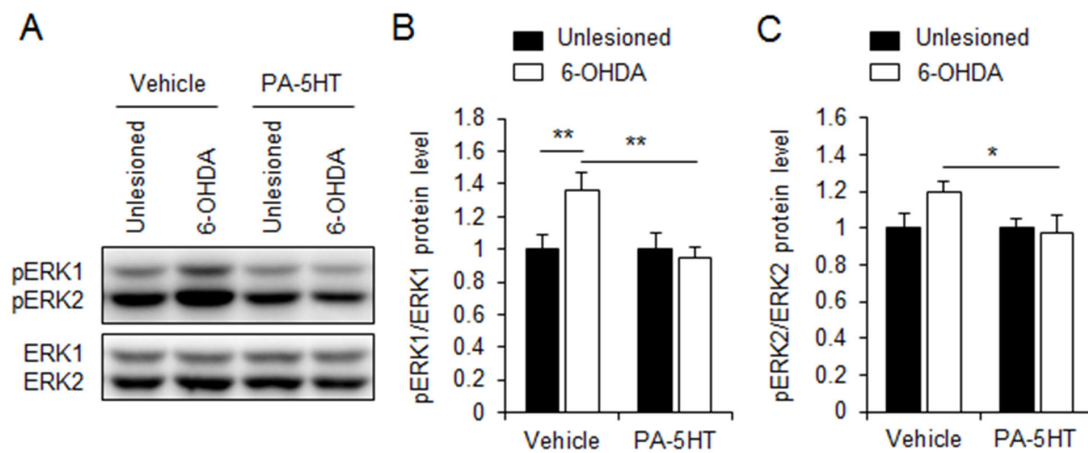 A
Vehicle PA-5HT
Unlesioned 6-OHDA Unlesioned 6-OHDA
pERK1
pERK2
ERK1
ERK2
B
Unlesioned
6-OHDA
pERK1/ERK1 protein level
1.8
1.6
1.4
1.2
1
0.8
0.6
0.4
0.2
0
** **
Vehicle PA-5HT
C
Unlesioned
6-OHDA
pERK2/ERK2 protein level
1.6
1.4
1.2
1
0.8
0.6
0.4
0.2
0
*
Vehicle PA-5HT